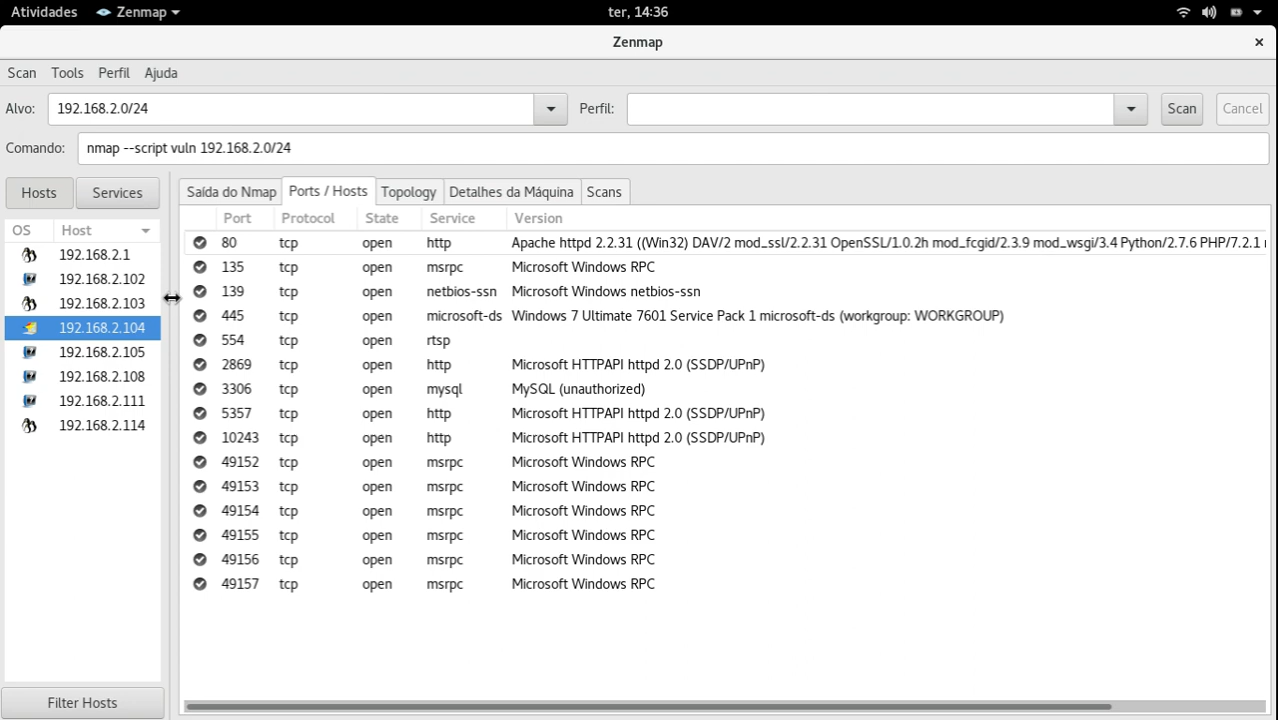 Atividades Zenmap ter, 14:36
Zenmap ×
Scan Tools Perfil Ajuda
Alvo: 192.168.2.0/24 Perfil: Scan Cancel
Comando: nmap --script vuln 192.168.2.0/24
Hosts Services
OS Host
192.168.2.1
192.168.2.102
192.168.2.103
192.168.2.104
192.168.2.105
192.168.2.108
192.168.2.111
192.168.2.114
Filter Hosts
Saída do Nmap Ports / Hosts Topology Detalhes da Máquina Scans
Port Protocol State Service Version
80 tcp open http Apache httpd 2.2.31 ((Win32) DAV/2 mod_ssl/2.2.31 OpenSSL/1.0.2h mod_fcgid/2.3.9 mod_wsgi/3.4 Python/2.7.6 PHP/7.2.1
135 tcp open msrpc Microsoft Windows RPC
139 tcp open netbios-ssn Microsoft Windows netbios-ssn
445 tcp open microsoft-ds Windows 7 Ultimate 7601 Service Pack 1 microsoft-ds (workgroup: WORKGROUP)
554 tcp open rtsp
2869 tcp open http Microsoft HTTPAPI httpd 2.0 (SSDP/UPnP)
3306 tcp open mysql MySQL (unauthorized)
5357 tcp open http Microsoft HTTPAPI httpd 2.0 (SSDP/UPnP)
10243 tcp open http Microsoft HTTPAPI httpd 2.0 (SSDP/UPnP)
49152 tcp open msrpc Microsoft Windows RPC
49153 tcp open msrpc Microsoft Windows RPC
49154 tcp open msrpc Microsoft Windows RPC
49155 tcp open msrpc Microsoft Windows RPC
49156 tcp open msrpc Microsoft Windows RPC
49157 tcp open msrpc Microsoft Windows RPC